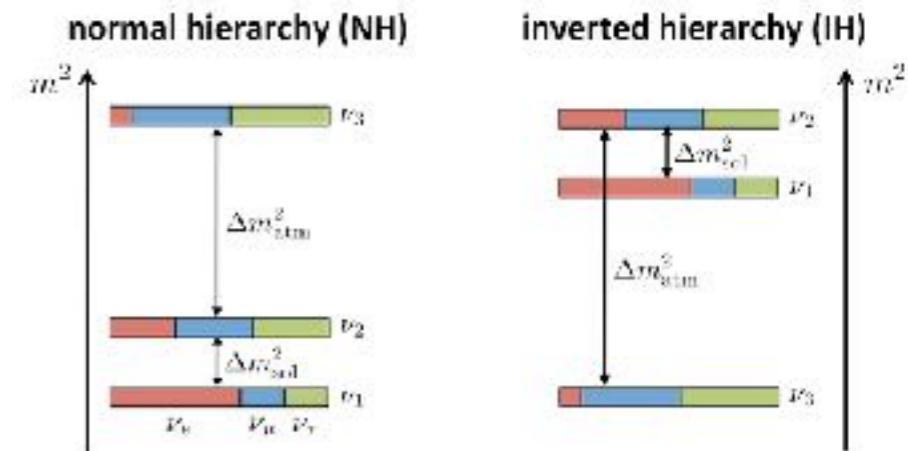 normal hierarchy (NH)
inverted hierarchy (IH)
m²
ν₃
Δm²atm
ν₂
Δm²sol
ν₁
νe νμ ντ
m²
ν₂
Δm²sol
ν₁
Δm²atm
ν₃